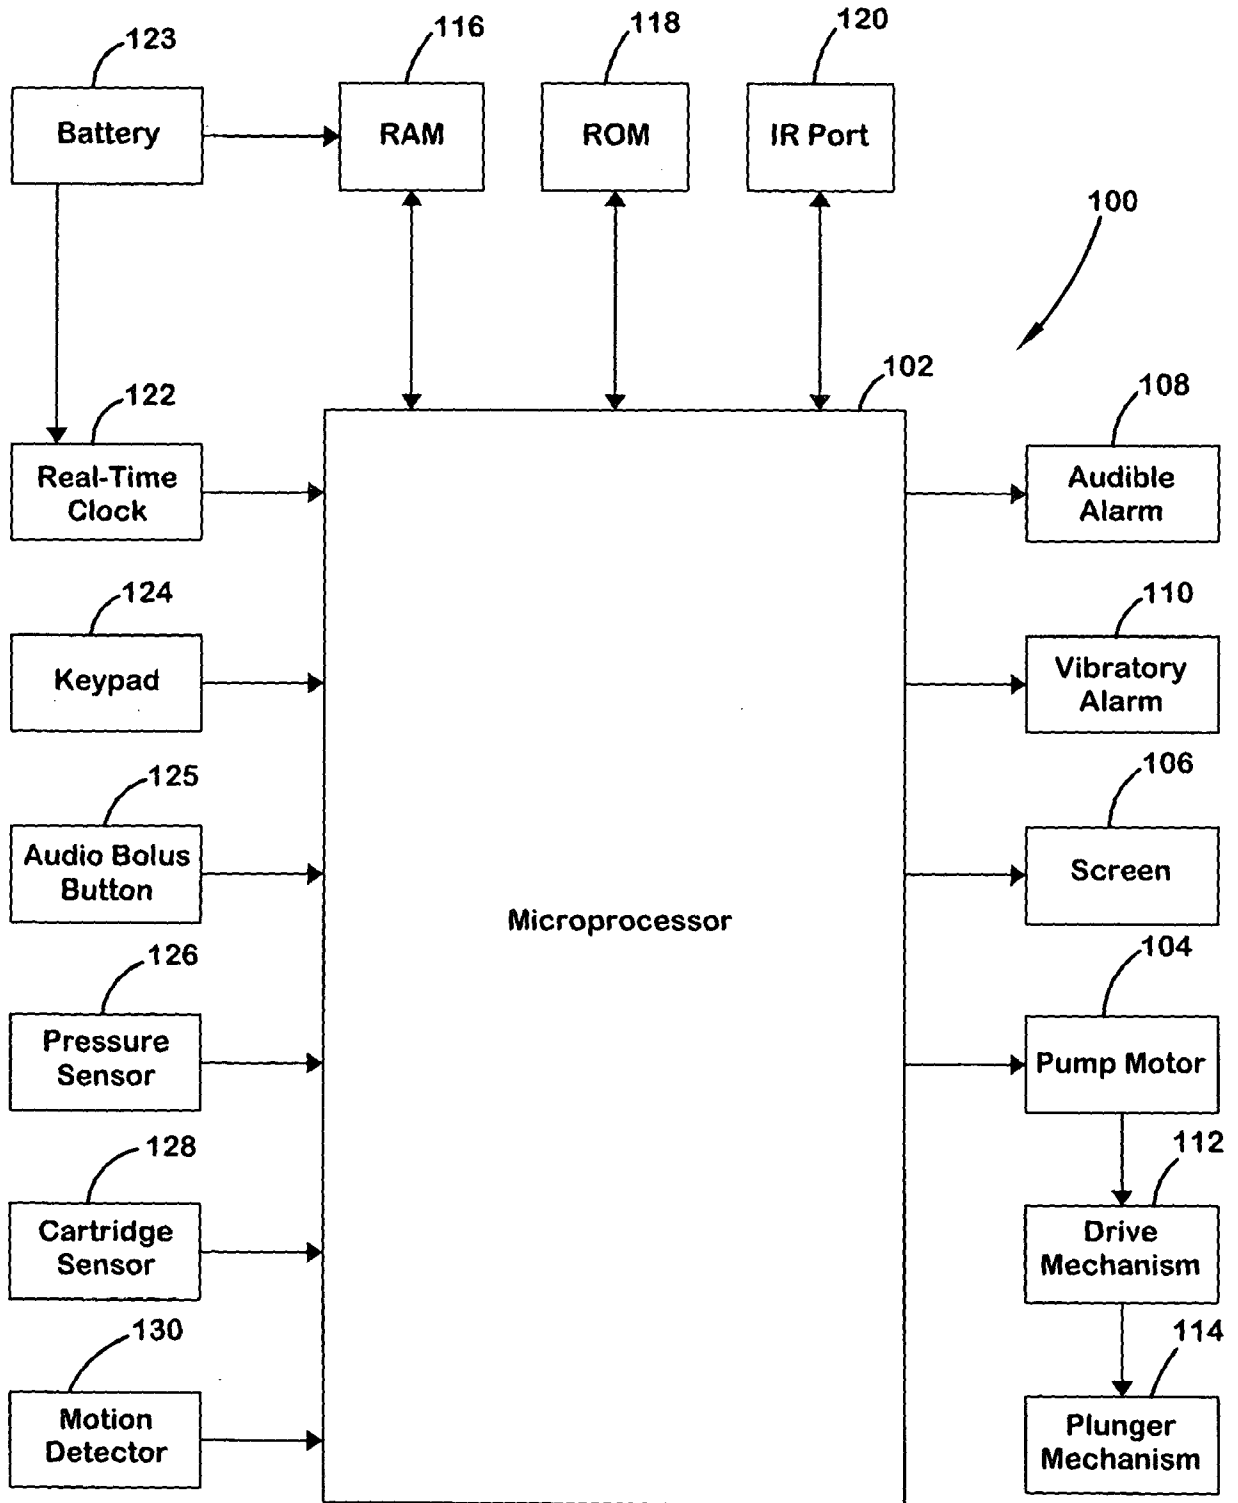 123
116
118
120
Battery
RAM
ROM
IR Port
100
102
122
108
Real-Time
Clock
Audible
Alarm
124
110
Keypad
Vibratory
Alarm
125
106
Audio Bolus
Button
Screen
Microprocessor
126
104
Pressure
Sensor
Pump Motor
128
112
Cartridge
Sensor
Drive
Mechanism
130
114
Motion
Detector
Plunger
Mechanism